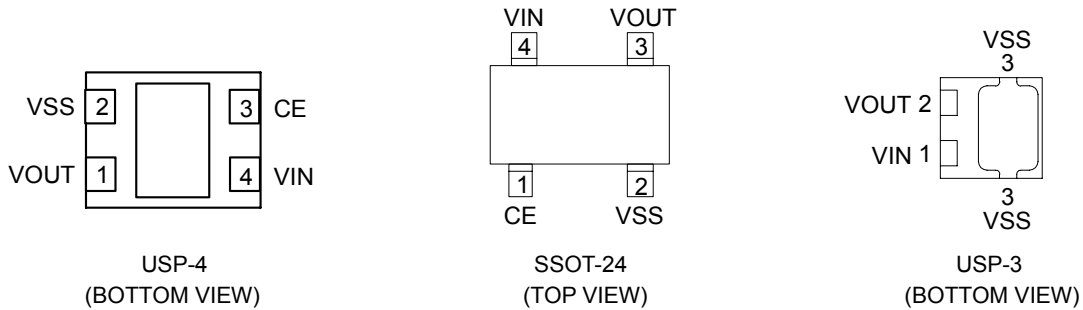 VSS 2 3 CE
VOUT 1 4 VIN
USP-4
(BOTTOM VIEW)
VIN VOUT
4 3
1 2
CE VSS
SSOT-24
(TOP VIEW)
VSS
3
VOUT 2
VIN 1
3
VSS
USP-3
(BOTTOM VIEW)